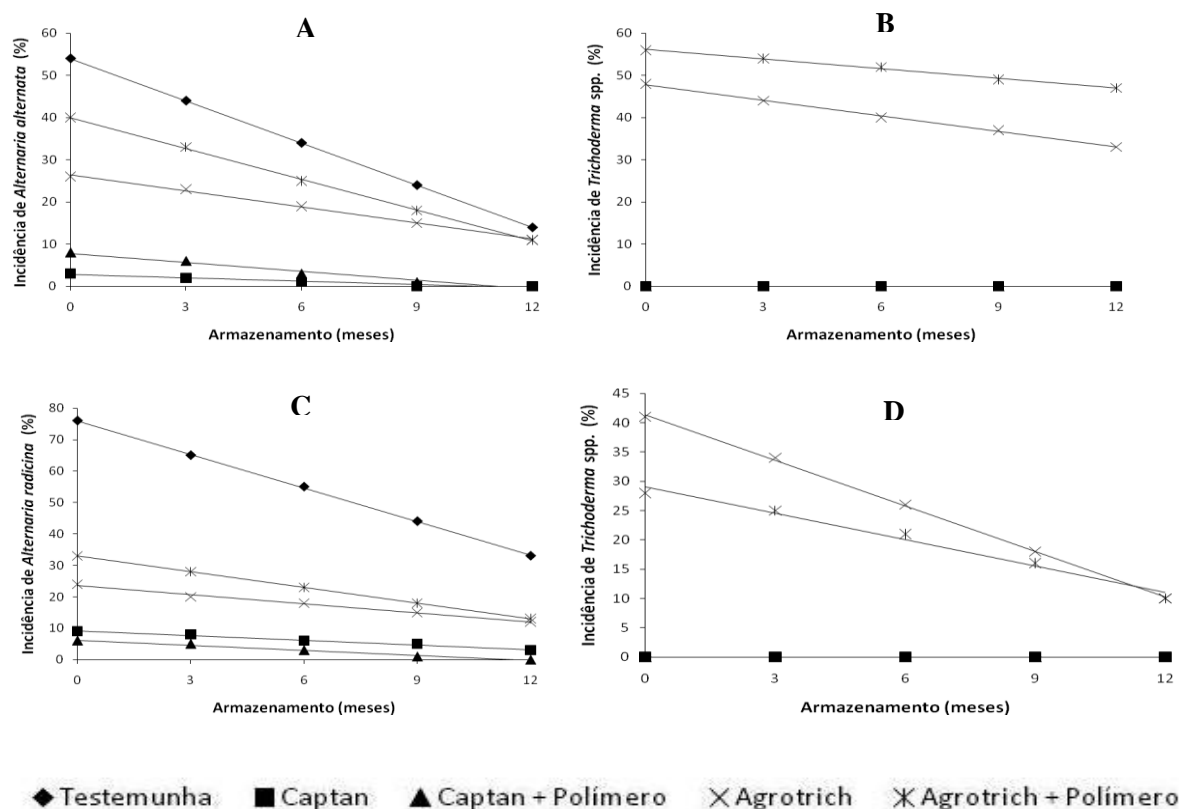 A
Incidência de Alternaria alternata (%)
60
50
40
30
20
10
0
0 3 6 9 12
Armazenamento (meses)
B
Incidência de Trichoderma spp. (%)
60
50
40
30
20
10
0
0 3 6 9 12
Armazenamento (meses)
C
Incidência de Alternaria radicina (%)
80
70
60
50
40
30
20
10
0
0 3 6 9 12
Armazenamento (meses)
D
Incidência de Trichoderma spp. (%)
45
40
35
30
25
20
15
10
5
0
0 3 6 9 12
Armazenamento (meses)
Testemunha Captan Captan + Polímero Agrotrich Agrotrich + Polímero